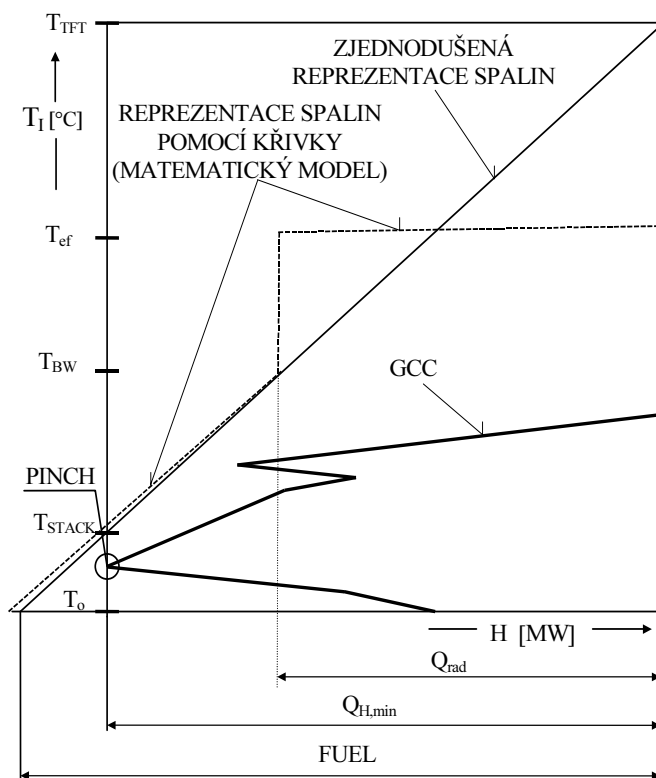 T_TFT
ZJEDNODUŠENÁ
REPREZENTACE SPALIN
T_I [°C]
REPREZENTACE SPALIN
POMOCÍ KŘIVKY
(MATEMATICKÝ MODEL)
T_ef
T_BW
GCC
PINCH
T_STACK
T_o
H [MW]
Q_rad
Q_H,min
FUEL